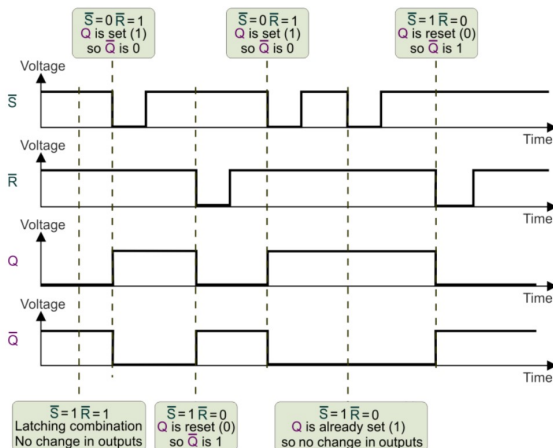 S̅=0 R̅=1
Q is set (1)
so Q̅ is 0
S̅=0 R̅=1
Q is set (1)
so Q̅ is 0
S̅=1 R̅=0
Q is reset (0)
so Q̅ is 1
Voltage
S̅
Time
Voltage
R̅
Time
Voltage
Q
Time
Voltage
Q̅
Time
S̅=1 R̅=1
Latching combination
No change in outputs
S̅=1 R̅=0
Q is reset (0)
so Q̅ is 1
S̅=1 R̅=0
Q is already set (1)
so no change in outputs